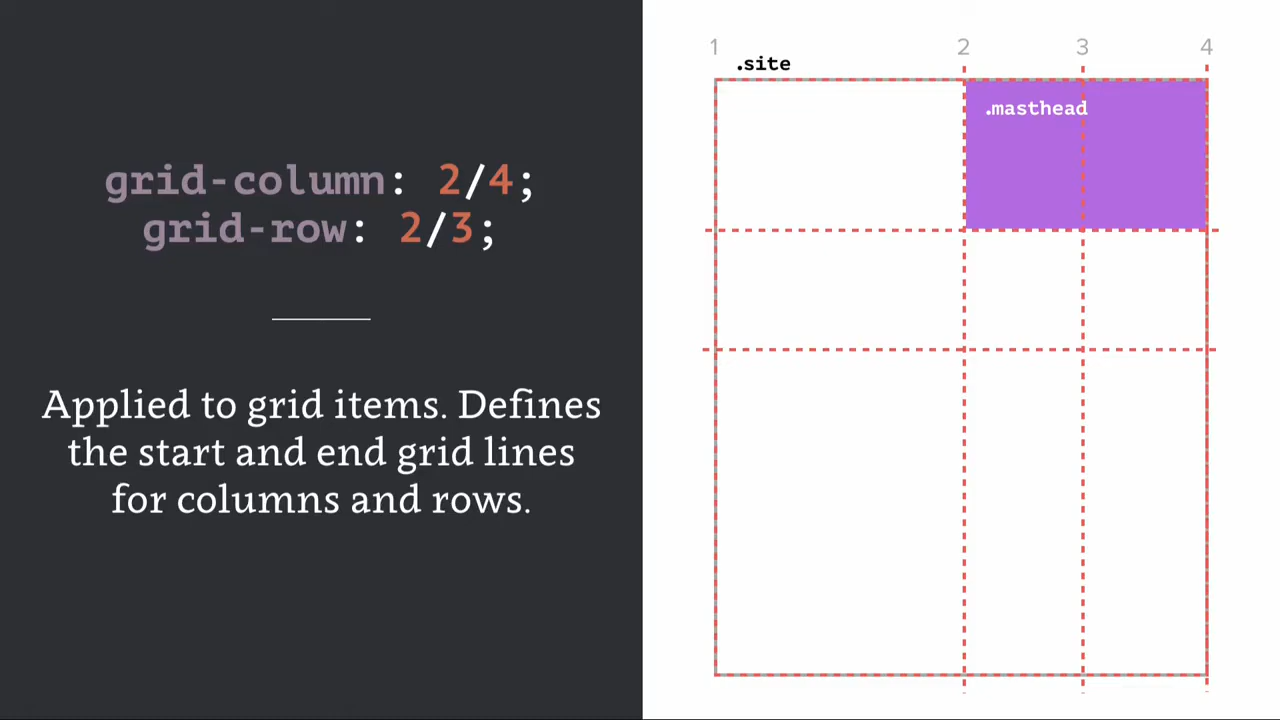 grid-column: 2/4;
grid-row: 2/3;
Applied to grid items. Defines
the start and end grid lines
for columns and rows.
1 2 3 4
.site
.masthead